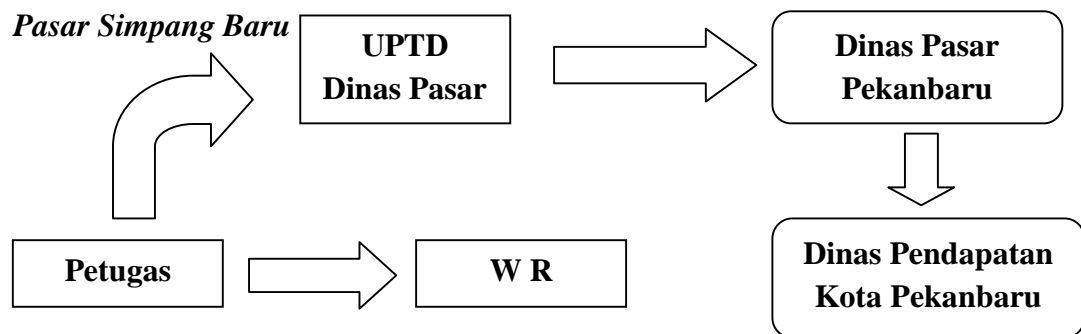 Pasar Simpang Baru
UPTD
Dinas Pasar
Dinas Pasar
Pekanbaru
Petugas
W R
Dinas Pendapatan
Kota Pekanbaru